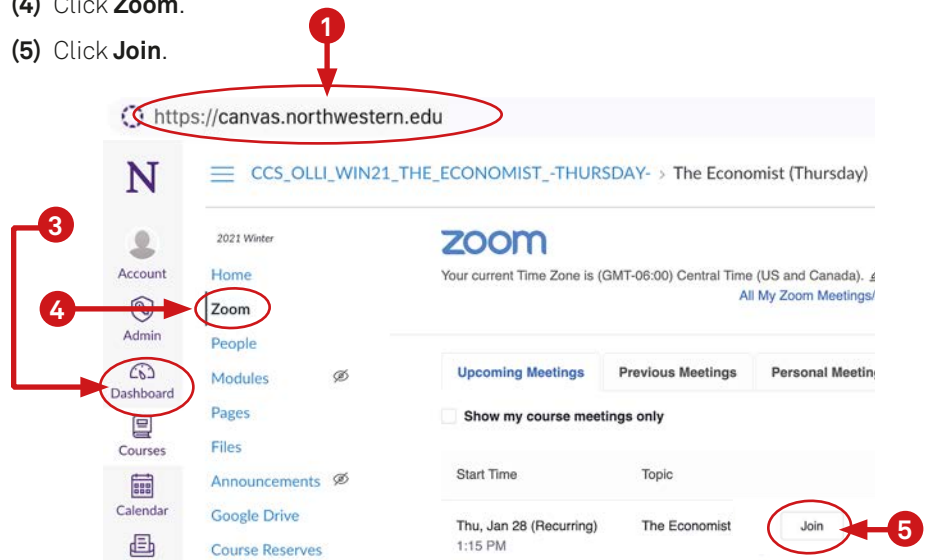 (4) Click Zoom.
(5) Click Join.
1
https://canvas.northwestern.edu
N
CCS_OLLI_WIN21_THE_ECONOMIST_-THURSDAY- > The Economist (Thursday)
3
2021 Winter
zoom
Account
Home
Your current Time Zone is (GMT-06:00) Central Time (US and Canada).
All My Zoom Meetings/
4
Zoom
Admin
People
Dashboard
Modules
Upcoming Meetings
Previous Meetings
Personal Meetin
Pages
Show my course meetings only
Courses
Files
Announcements
Start Time
Topic
Calendar
Google Drive
Thu, Jan 28 (Recurring)
The Economist
Join
5
1:15 PM
Course Reserves